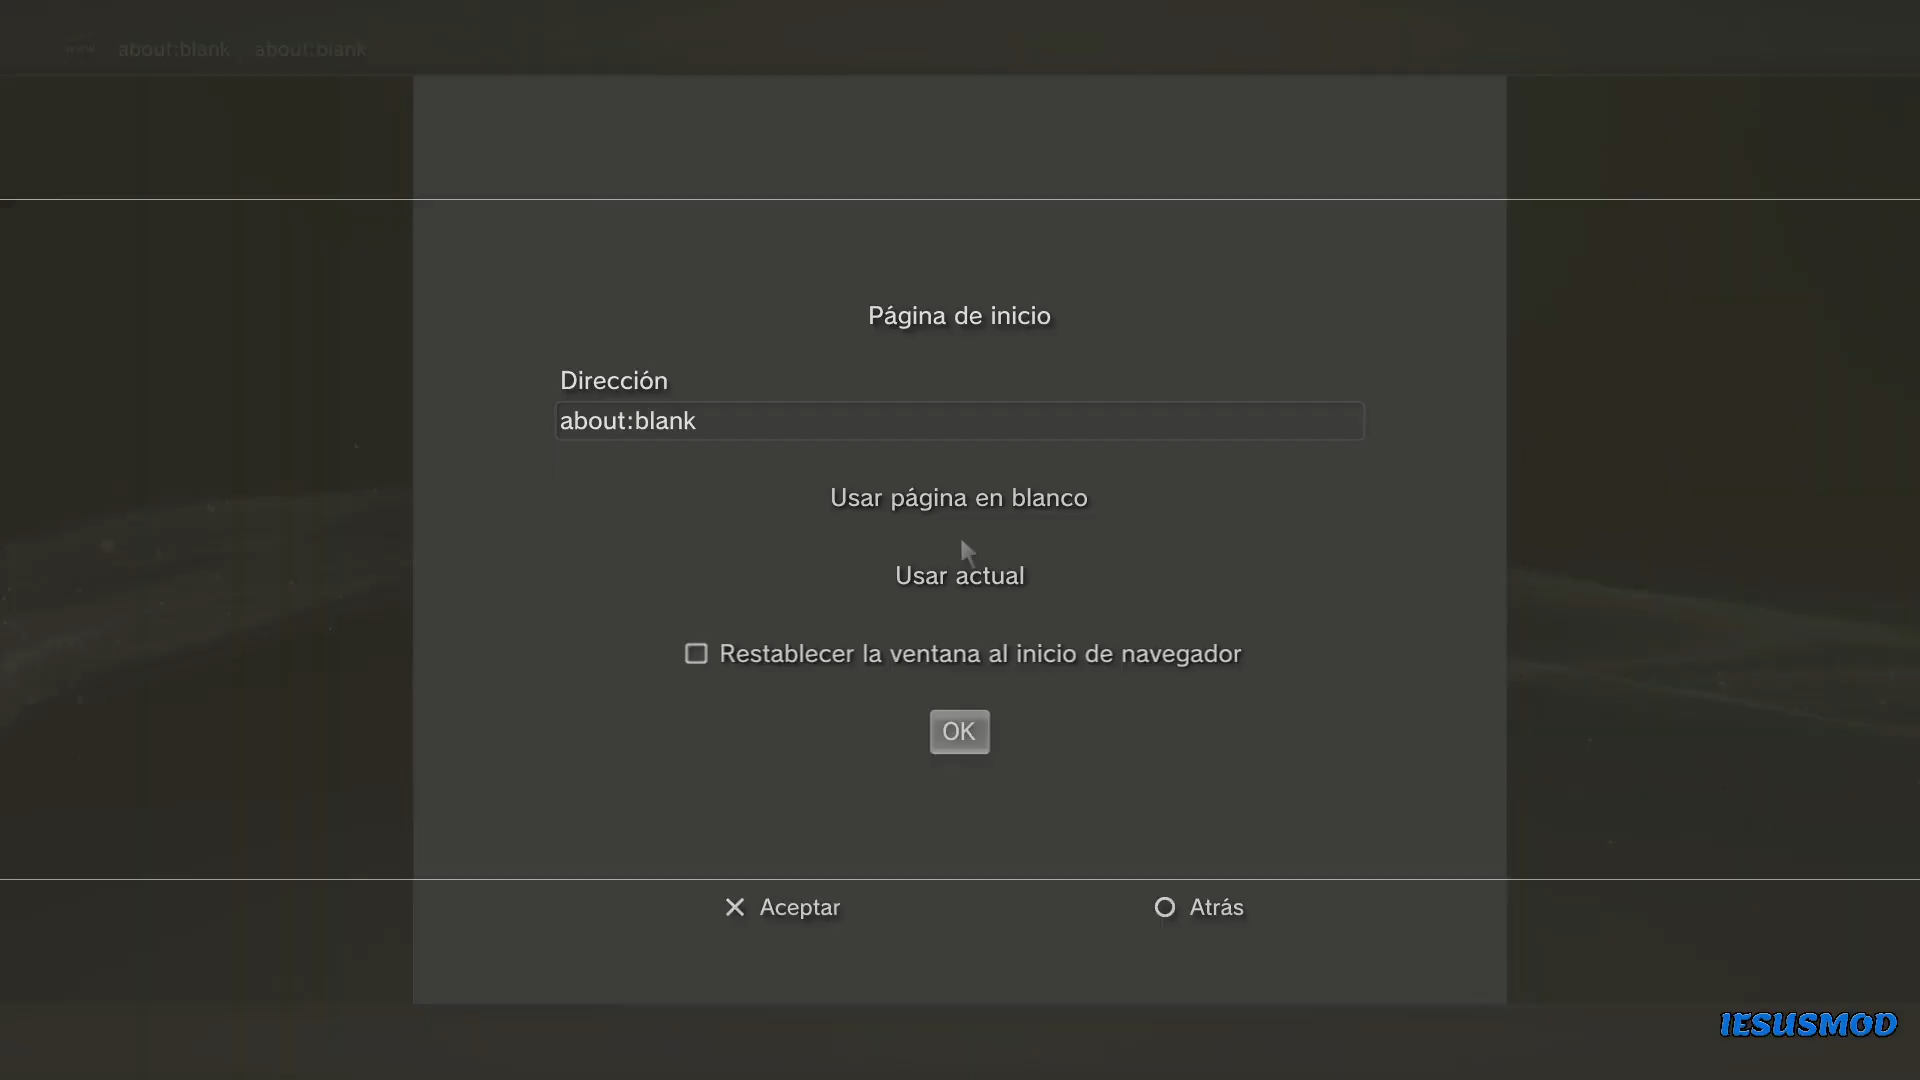 about:blank about:blank
Página de inicio
Dirección
about:blank
Usar página en blanco
Usar actual
Restablecer la ventana al inicio de navegador
OK
Aceptar
Atrás
IESUSMOD